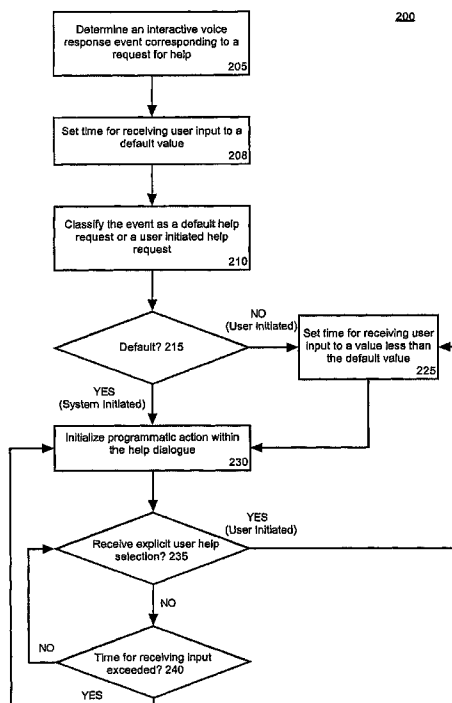 200
Determine an interactive voice
response event corresponding to a
request for help
205
Set time for receiving user input to a
default value
208
Classify the event as a default help
request or a user initiated help
request
210
Default? 215
NO
(User Initiated)
Set time for receiving user
input to a value less than
the default value
225
YES
(System Initiated)
Initialize programmatic action within
the help dialogue
230
Receive explicit user help
selection? 235
YES
(User Initiated)
NO
Time for receiving input
exceeded? 240
NO
YES